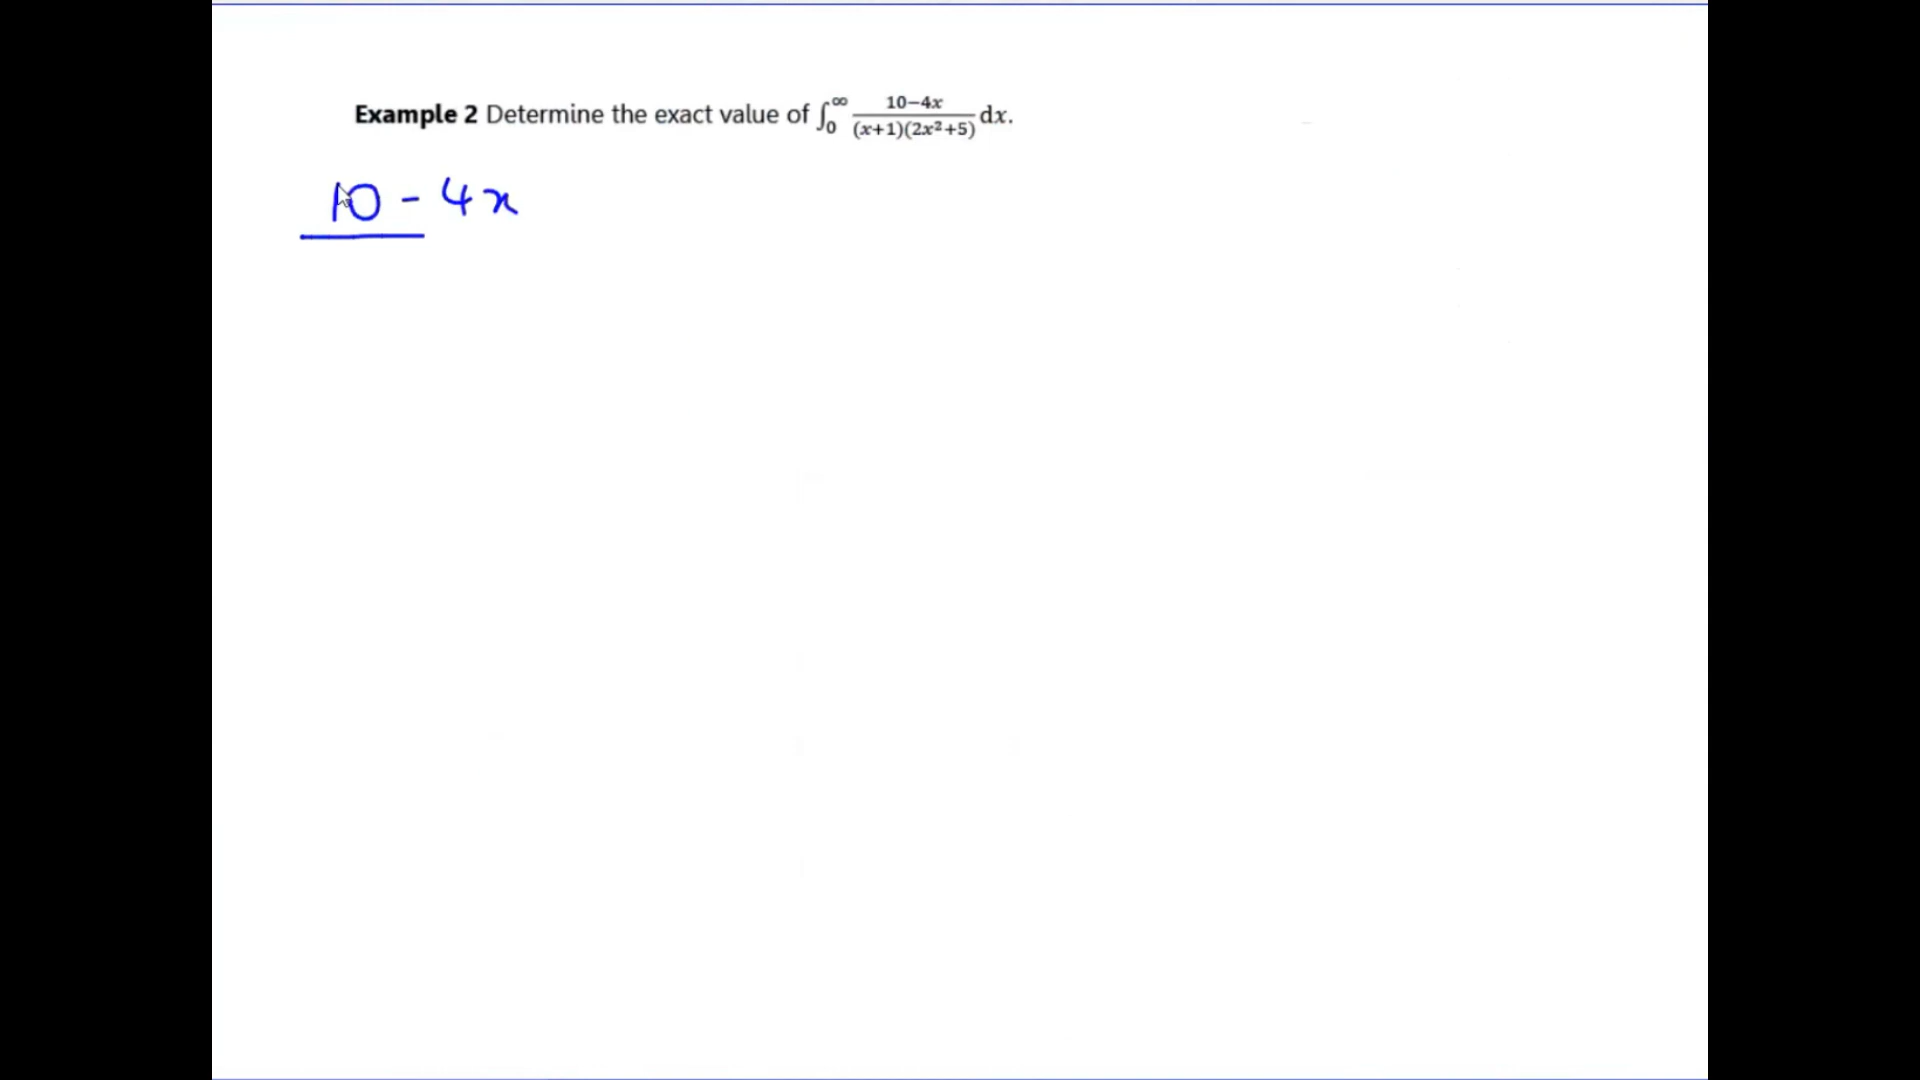 Example 2 Determine the exact value of ∫₀^∞ (10−4x)/((x+1)(2x²+5)) dx.
10 - 4x